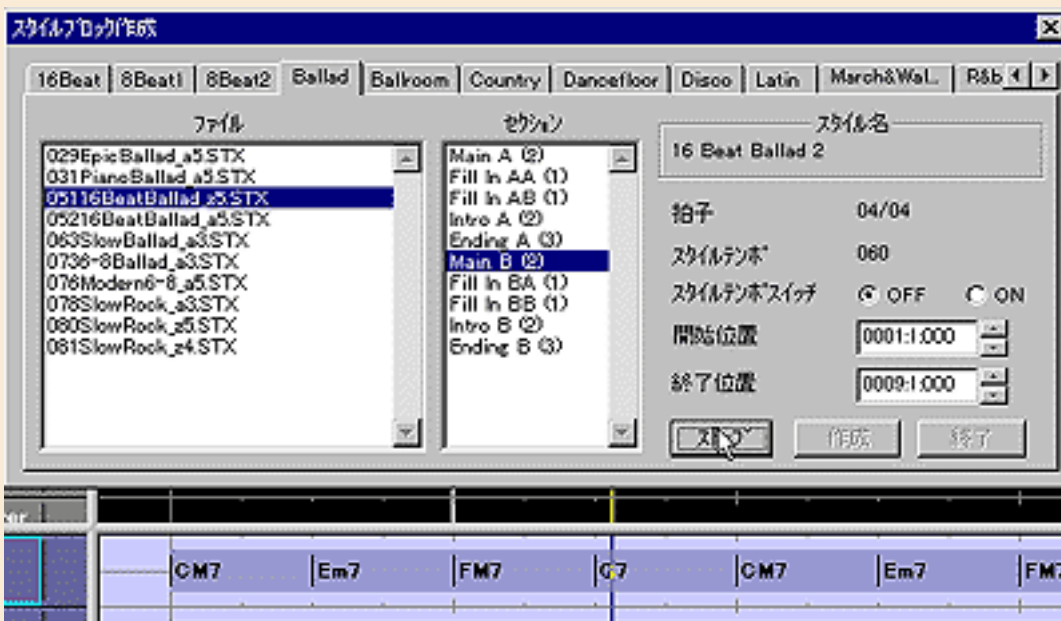 スタイルブロック作成
16Beat 8Beat1 8Beat2 Ballad Ballroom Country Dancefloor Disco Latin March&Wal... R&b
ファイル
029EpicBallad_a5.STX
031PianoBallad_a5.STX
05116BeatBallad_z5.STX
05216BeatBallad_a5.STX
063SlowBallad_a3.STX
0736-8Ballad_a3.STX
076Modern6-8_a5.STX
078SlowRock_a3.STX
080SlowRock_z5.STX
081SlowRock_z4.STX
セクション
Main A (2)
Fill In AA (1)
Fill In AB (1)
Intro A (2)
Ending A (3)
Main B (2)
Fill In BA (1)
Fill In BB (1)
Intro B (2)
Ending B (3)
スタイル名
16 Beat Ballad 2
拍子 04/04
スタイルテンポ 060
スタイルテンポスイッチ OFF ON
開始位置 0001:1:000
終了位置 0009:1:000
作成 終了
CM7 Em7 FM7 G7 CM7 Em7 FM7